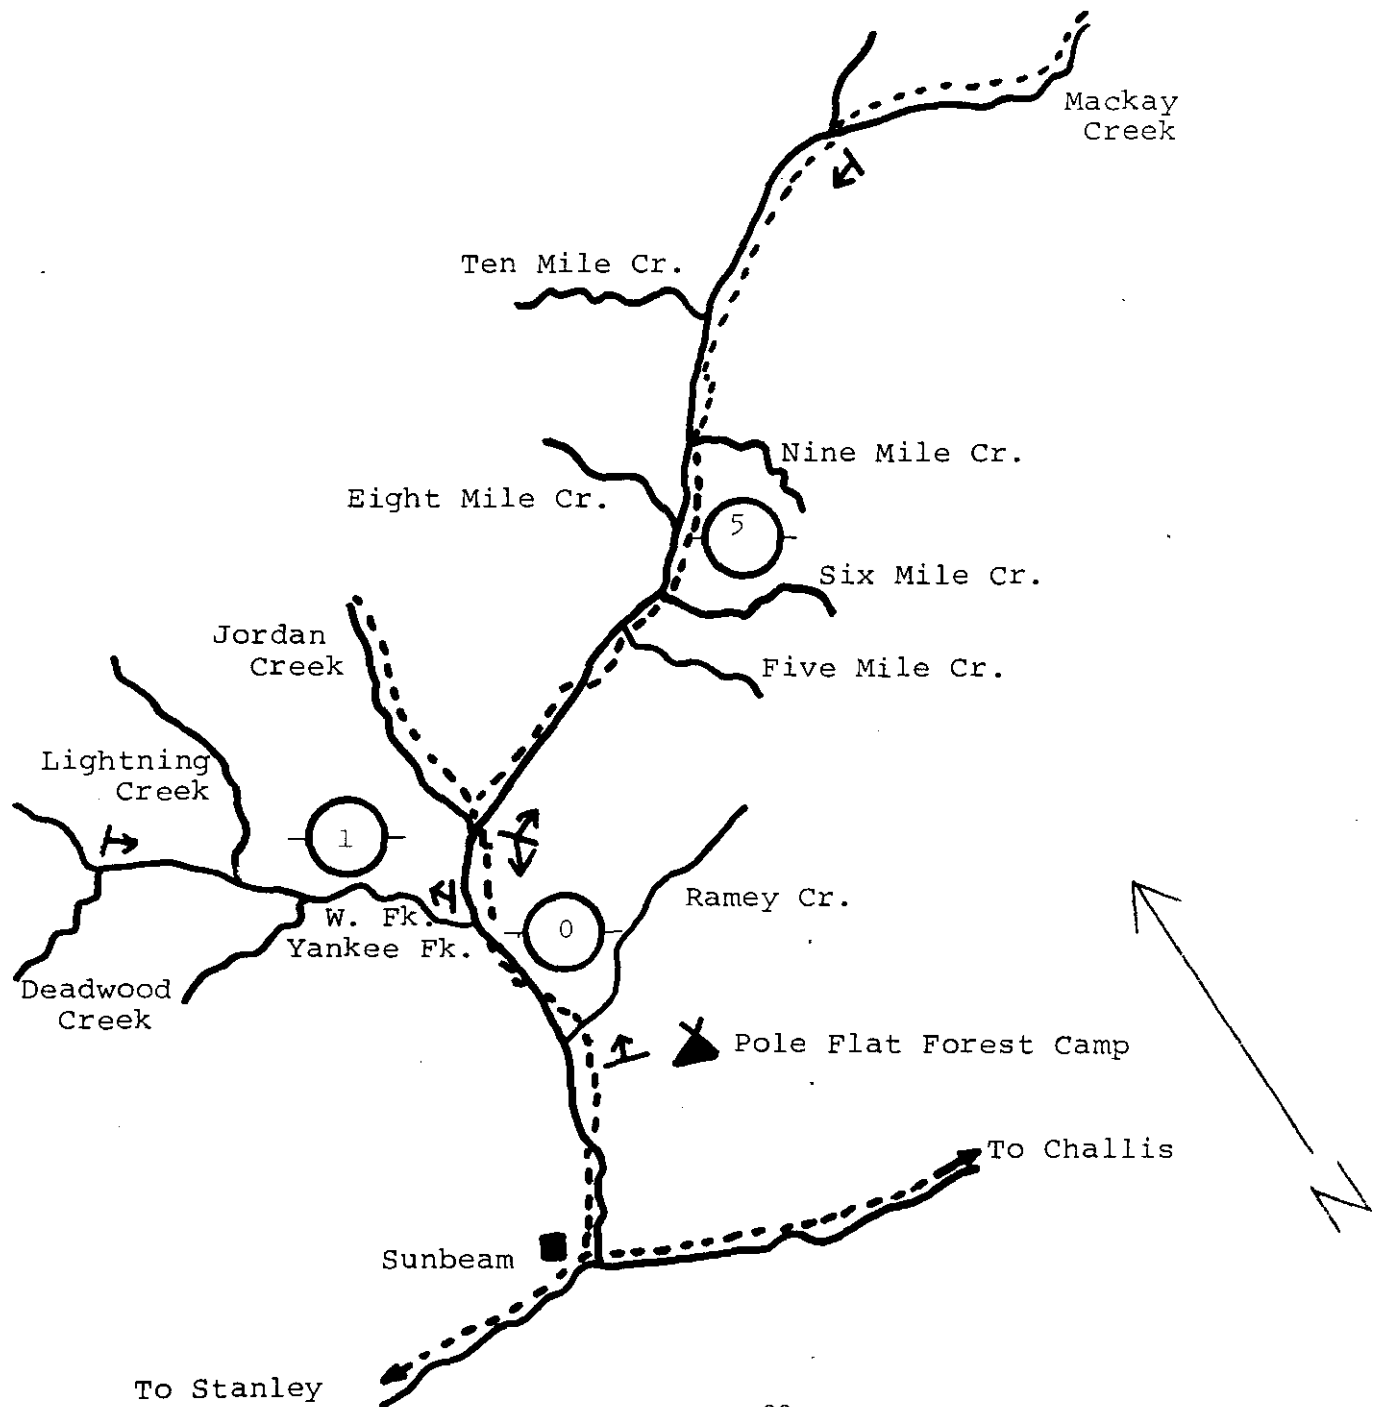 Mackay
Creek
Ten Mile Cr.
Nine Mile Cr.
Eight Mile Cr.
5
Six Mile Cr.
Jordan
Creek
Five Mile Cr.
Lightning
Creek
1
Ramey Cr.
W. Fk.
Yankee Fk.
0
Deadwood
Creek
Pole Flat Forest Camp
To Challis
N
Sunbeam
To Stanley